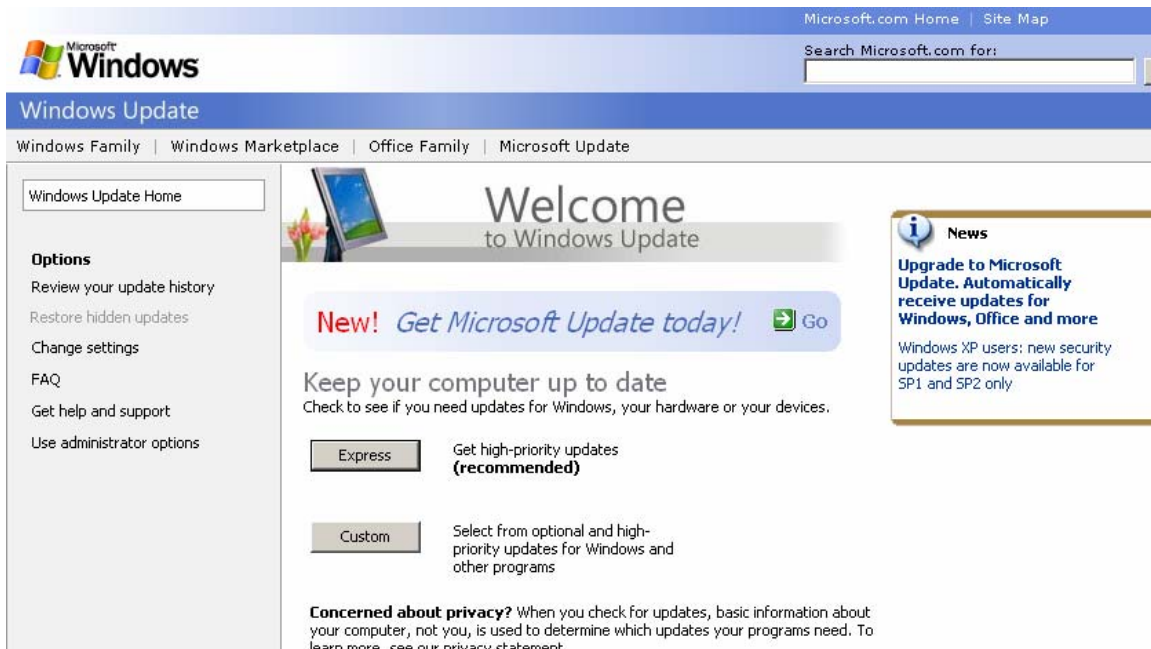 Microsoft.com Home | Site Map
Microsoft
Windows
Search Microsoft.com for:
Windows Update
Windows Family | Windows Marketplace | Office Family | Microsoft Update
Windows Update Home
Options
Review your update history
Restore hidden updates
Change settings
FAQ
Get help and support
Use administrator options
Welcome
to Windows Update
New! Get Microsoft Update today! Go
Keep your computer up to date
Check to see if you need updates for Windows, your hardware or your devices.
Express
Get high-priority updates
(recommended)
Custom
Select from optional and high-
priority updates for Windows and
other programs
Concerned about privacy? When you check for updates, basic information about
your computer, not you, is used to determine which updates your programs need. To
learn more, see our privacy statement.
News
Upgrade to Microsoft
Update. Automatically
receive updates for
Windows, Office and more
Windows XP users: new security
updates are now available for
SP1 and SP2 only